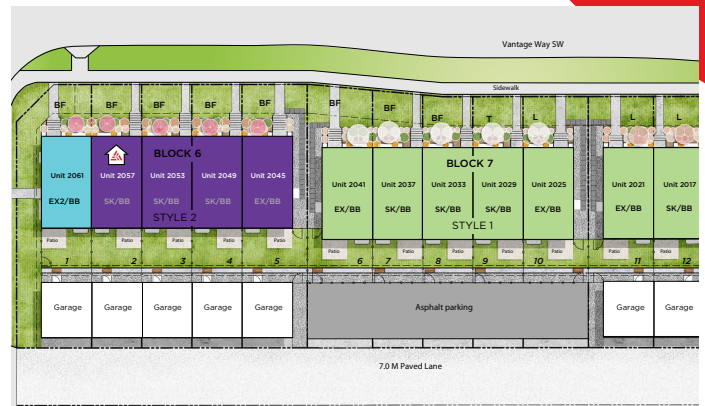 Vantage Way SW
Sidewalk
BF BF BF BF BF BF BF BF T L L L
BLOCK 6
BLOCK 7
Unit 2061 Unit 2057 Unit 2053 Unit 2049 Unit 2045 Unit 2041 Unit 2037 Unit 2033 Unit 2029 Unit 2025 Unit 2021 Unit 2017
EX2/BB SK/BB SK/BB SK/BB EX/BB EX/BB SK/BB SK/BB SK/BB EX/BB EX/BB SK/BB
STYLE 2
STYLE 1
Patio Patio Patio Patio Patio Patio Patio Patio Patio Patio Patio Patio
1 2 3 4 5 6 7 8 9 10 11 12
Garage Garage Garage Garage Garage Asphalt parking Garage Garage
7.0 M Paved Lane